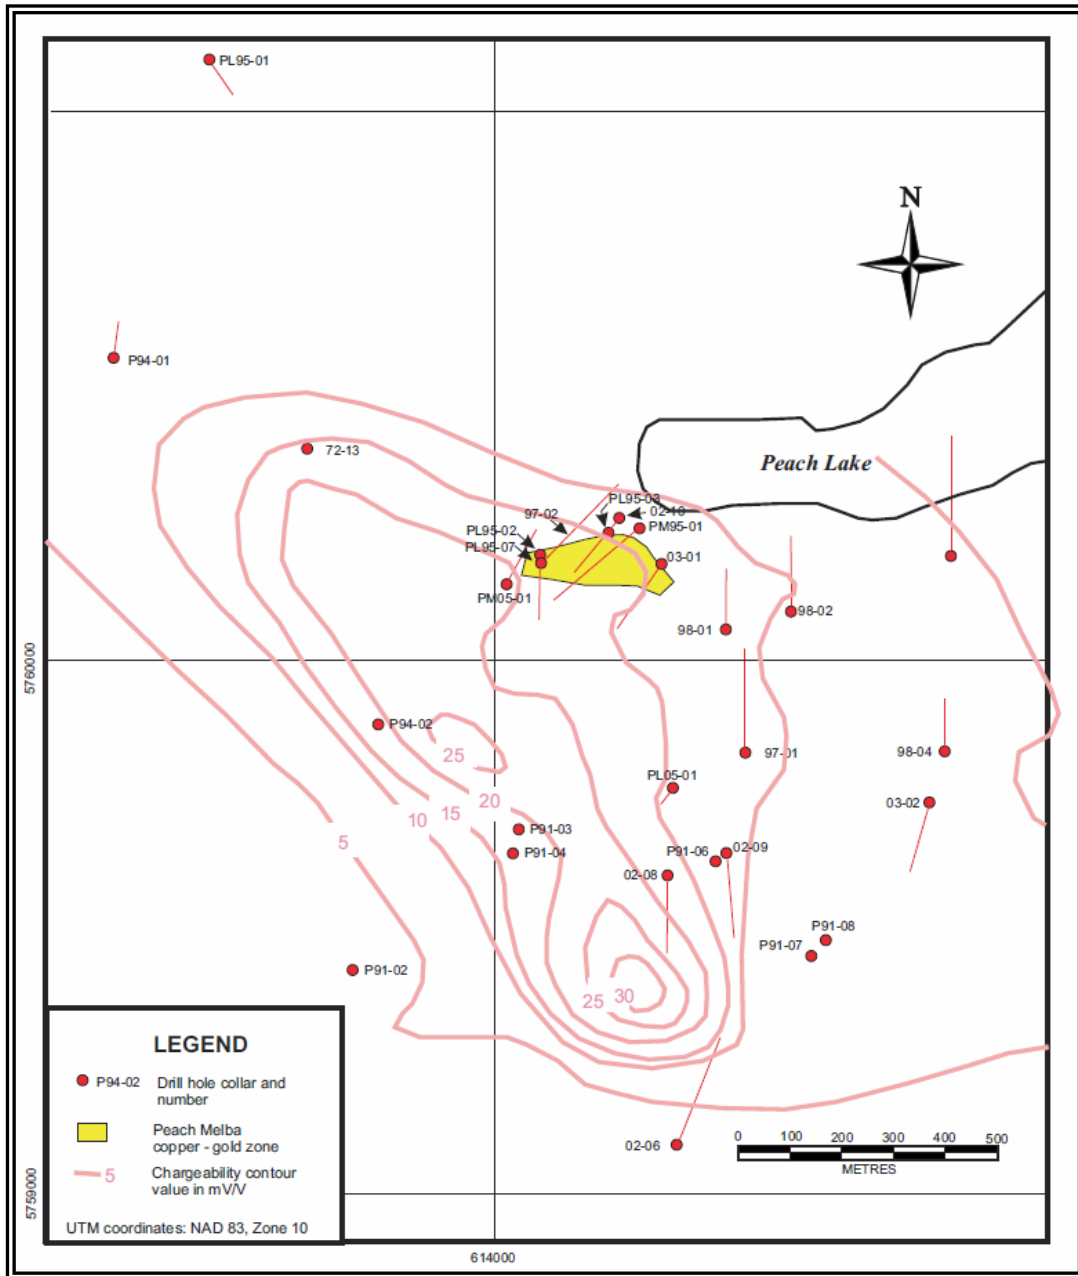 PL95-01
N
P94-01
72-13
Peach Lake
PL95-03
97-02
02-10
PM95-01
PL95-02
PL95-07
03-01
PM05-01
98-02
98-01
5760000
P94-02
25
97-01
98-04
PL05-01
20
03-02
15
10
5
P91-03
P91-04
P91-06
02-09
02-08
P91-08
P91-07
P91-02
25
30
LEGEND
P94-02 Drill hole collar and
number
Peach Melba
copper - gold zone
5 Chargeability contour
value in mV/V
UTM coordinates: NAD 83, Zone 10
02-06
0 100 200 300 400 500
METRES
5759000
614000